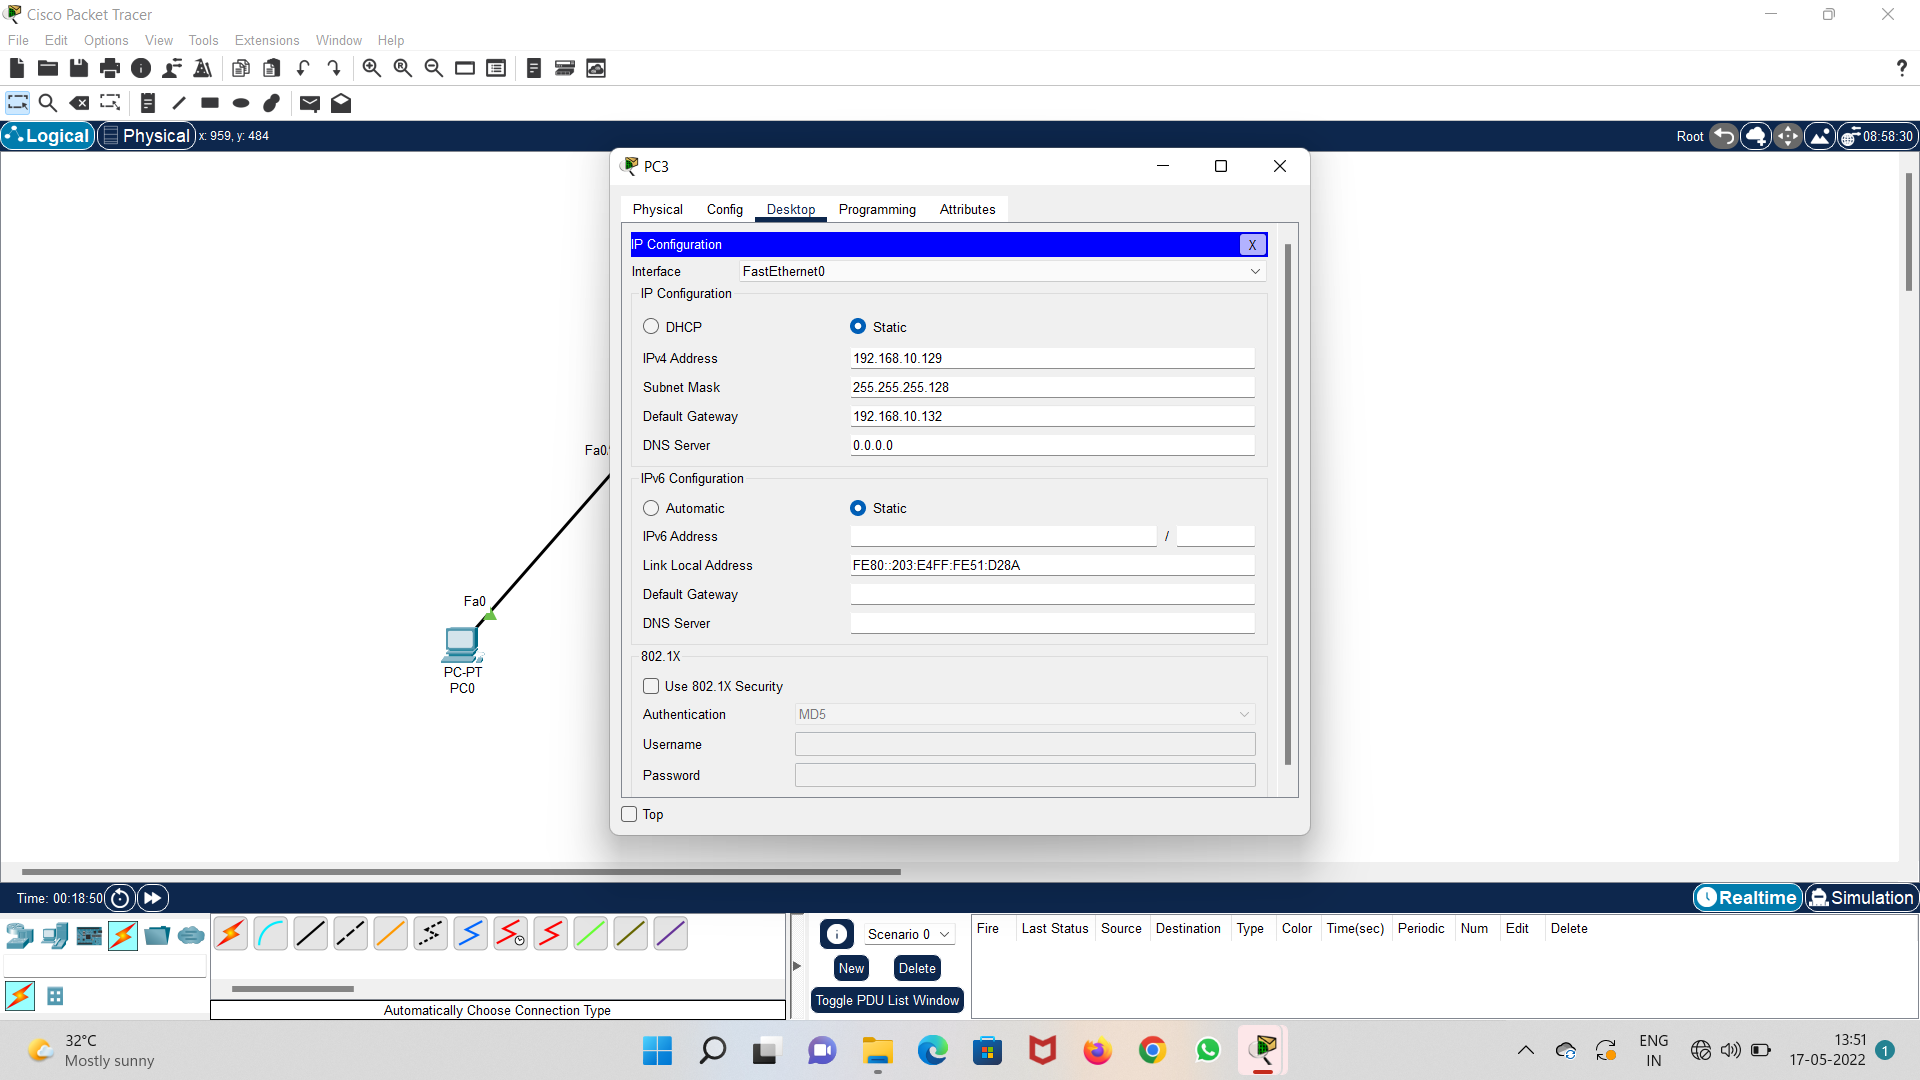 Cisco Packet Tracer
File Edit Options View Tools Extensions Window Help
?
Logical Physical x: 959, y: 484 Root 08:58:30
PC3
Physical Config Desktop Programming Attributes
IP Configuration X
Interface FastEthernet0
IP Configuration
DHCP Static
IPv4 Address 192.168.10.129
Subnet Mask 255.255.255.128
Default Gateway 192.168.10.132
DNS Server 0.0.0.0
IPv6 Configuration
Automatic Static
IPv6 Address /
Link Local Address FE80::203:E4FF:FE51:D28A
Default Gateway
DNS Server
802.1X
Use 802.1X Security
Authentication MD5
Username
Password
Top
Fa0
Fa0
PC-PT
PC0
Time: 00:18:50 Realtime Simulation
Scenario 0
New Delete
Toggle PDU List Window
Fire Last Status Source Destination Type Color Time(sec) Periodic Num Edit Delete
Automatically Choose Connection Type
32°C
Mostly sunny
ENG
IN
13:51
17-05-2022
1